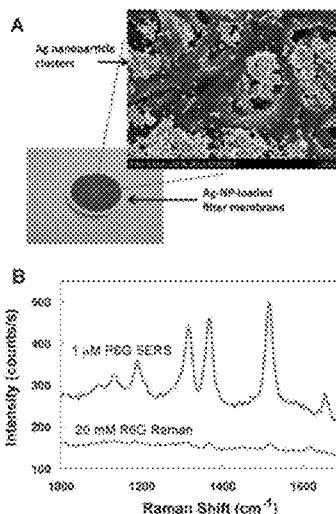 A
Ag nanoparticle
clusters
Ag-NP-loaded
filter membrane
B
Intensity (counts/s)
500
400
300
200
100
1 µM R6G SERS
20 mM R6G Raman
1000
1200
1400
1600
Raman Shift (cm⁻¹)